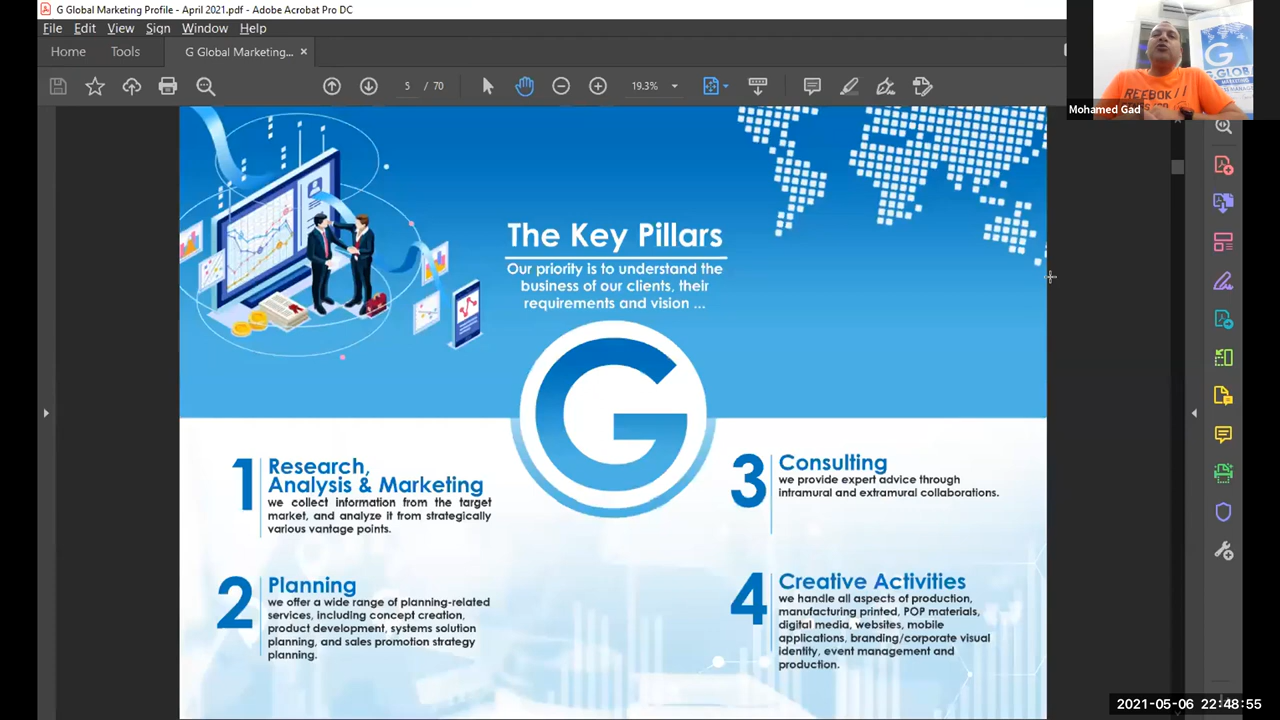 G Global Marketing Profile - April 2021.pdf - Adobe Acrobat Pro DC
File Edit View Sign Window Help
Home Tools G Global Marketing... ×
5 / 70 19.3%
REEBOK //
G
G.GLOBAL
MARKETING
Mohamed Gad
The Key Pillars
Our priority is to understand the
business of our clients, their
requirements and vision ...
G
1 Research,
Analysis & Marketing
we collect information from the target
market, and analyze it from strategically
various vantage points.
2 Planning
we offer a wide range of planning-related
services, including concept creation,
product development, systems solution
planning, and sales promotion strategy
planning.
3 Consulting
we provide expert advice through
intramural and extramural collaborations.
4 Creative Activities
we handle all aspects of production,
manufacturing printed, POP materials,
digital media, websites, mobile
applications, branding/corporate visual
identity, event management and
production.
2021-05-06 22:48:55